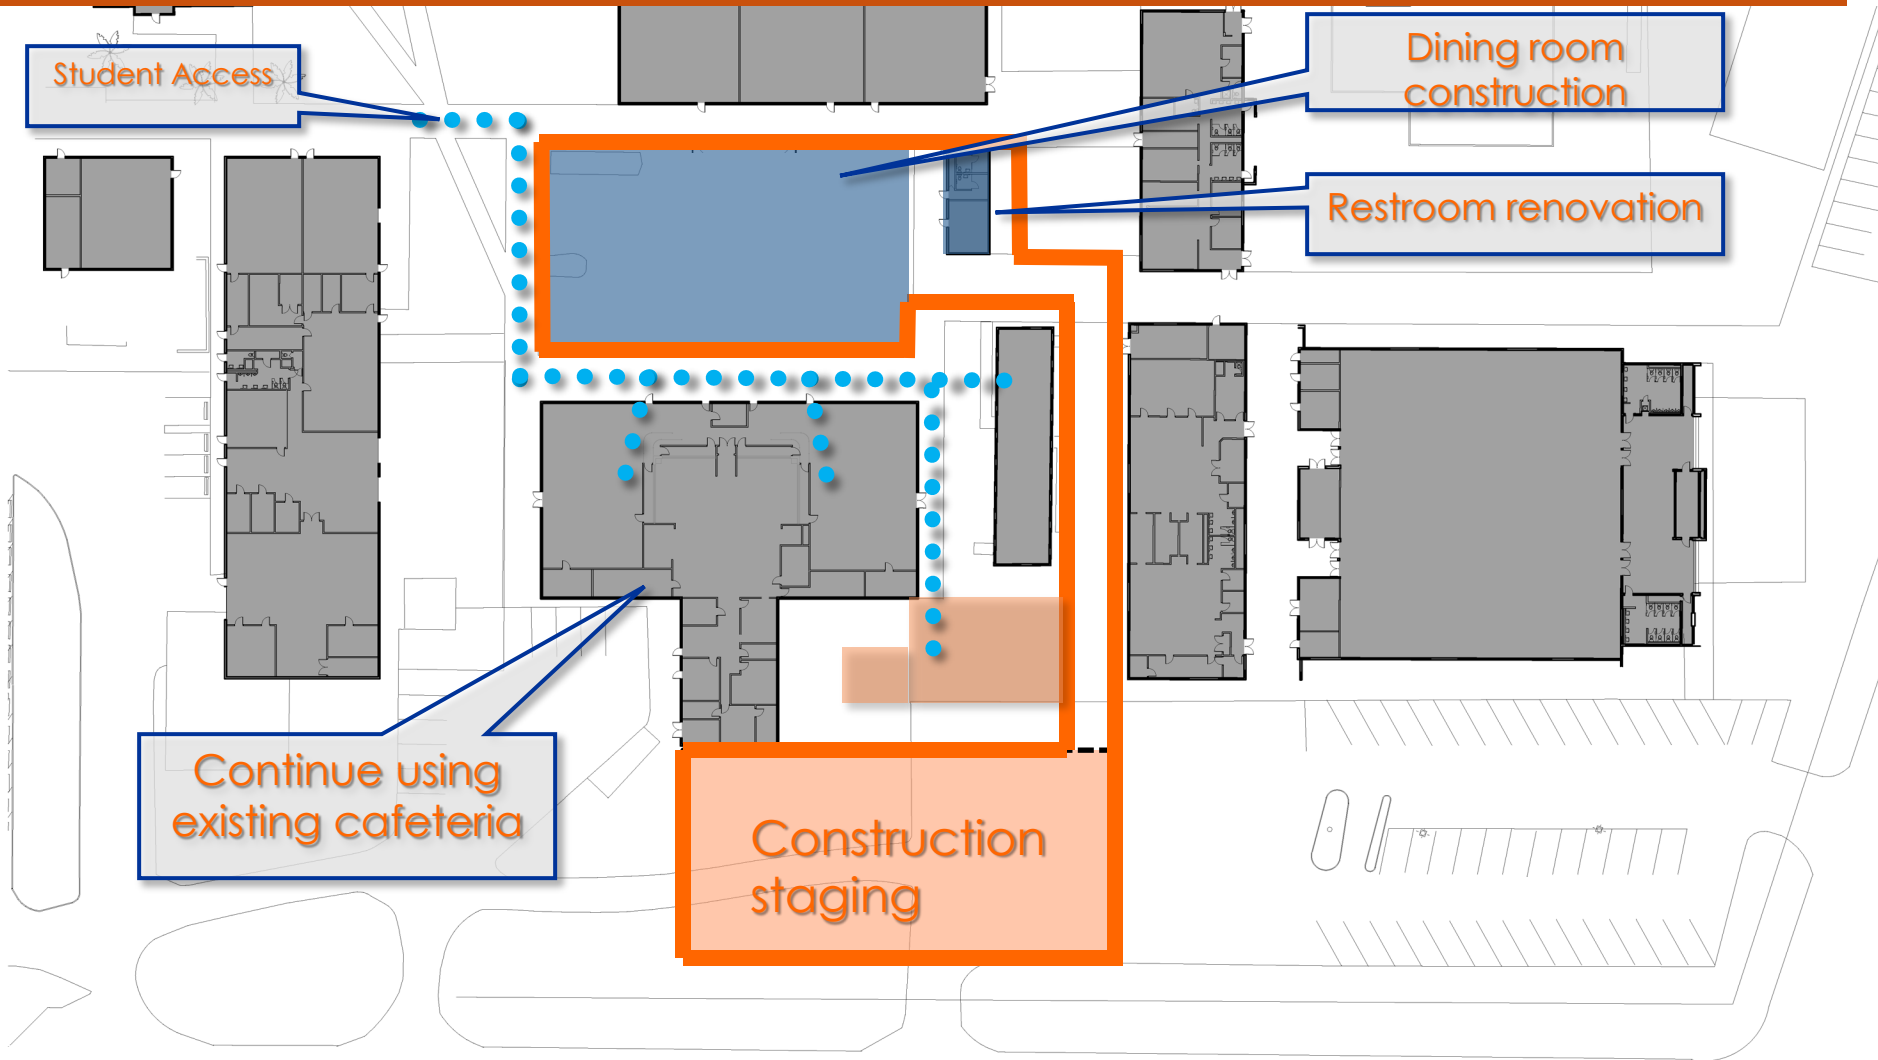 Student Access
Dining room
construction
Restroom renovation
Continue using
existing cafeteria
Construction
staging